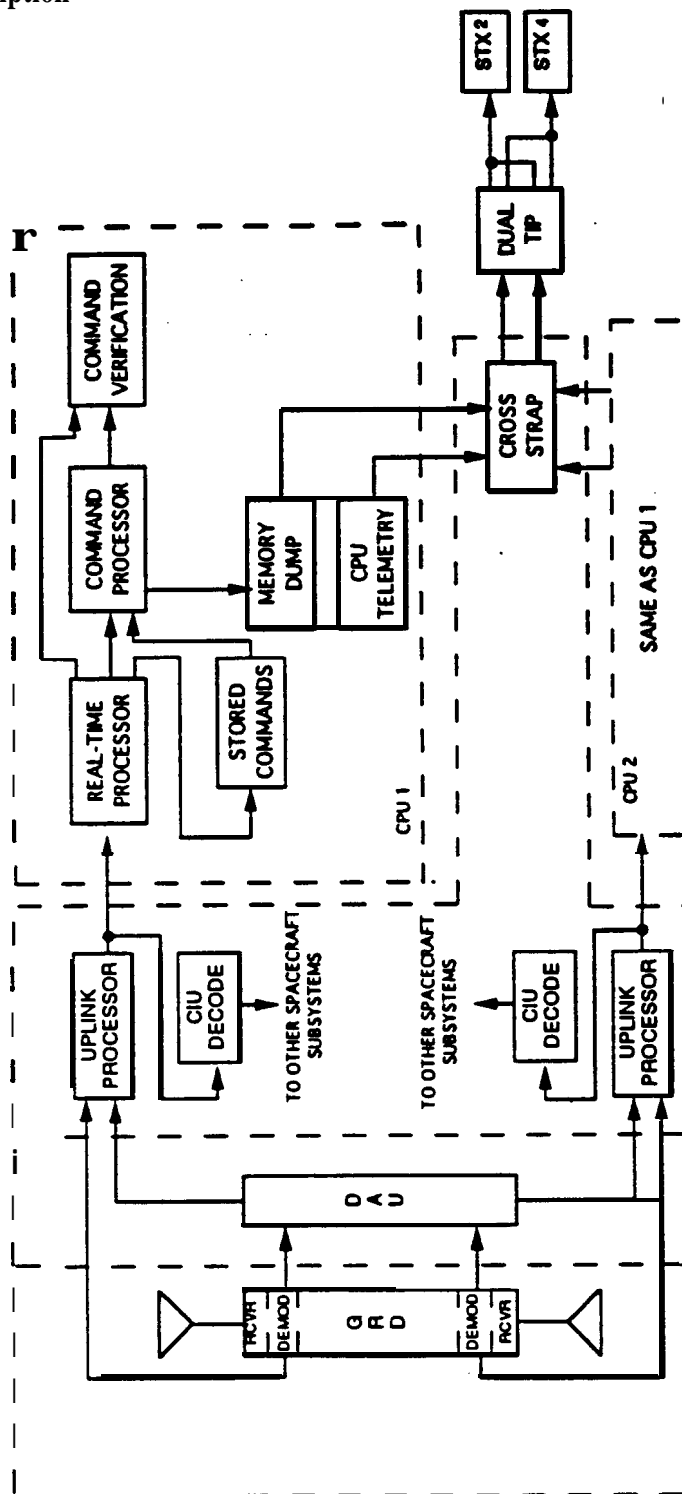 iption
r
STX 2
STX 4
DUAL
TIP
COMMAND
VERIFICATION
COMMAND
PROCESSOR
REAL-TIME
PROCESSOR
STORED
COMMANDS
MEMORY
DUMP
CPU
TELEMETRY
CPU 1
CROSS
STRAP
SAME AS CPU 1
CPU 2
UPLINK
PROCESSOR
CIU
DECODE
TO OTHER SPACECRAFT
SUBSYSTEMS
TO OTHER SPACECRAFT
SUBSYSTEMS
CIU
DECODE
UPLINK
PROCESSOR
i
D
A
U
RCVR
DEMOD
G
R
D
DEMOD
RCVR